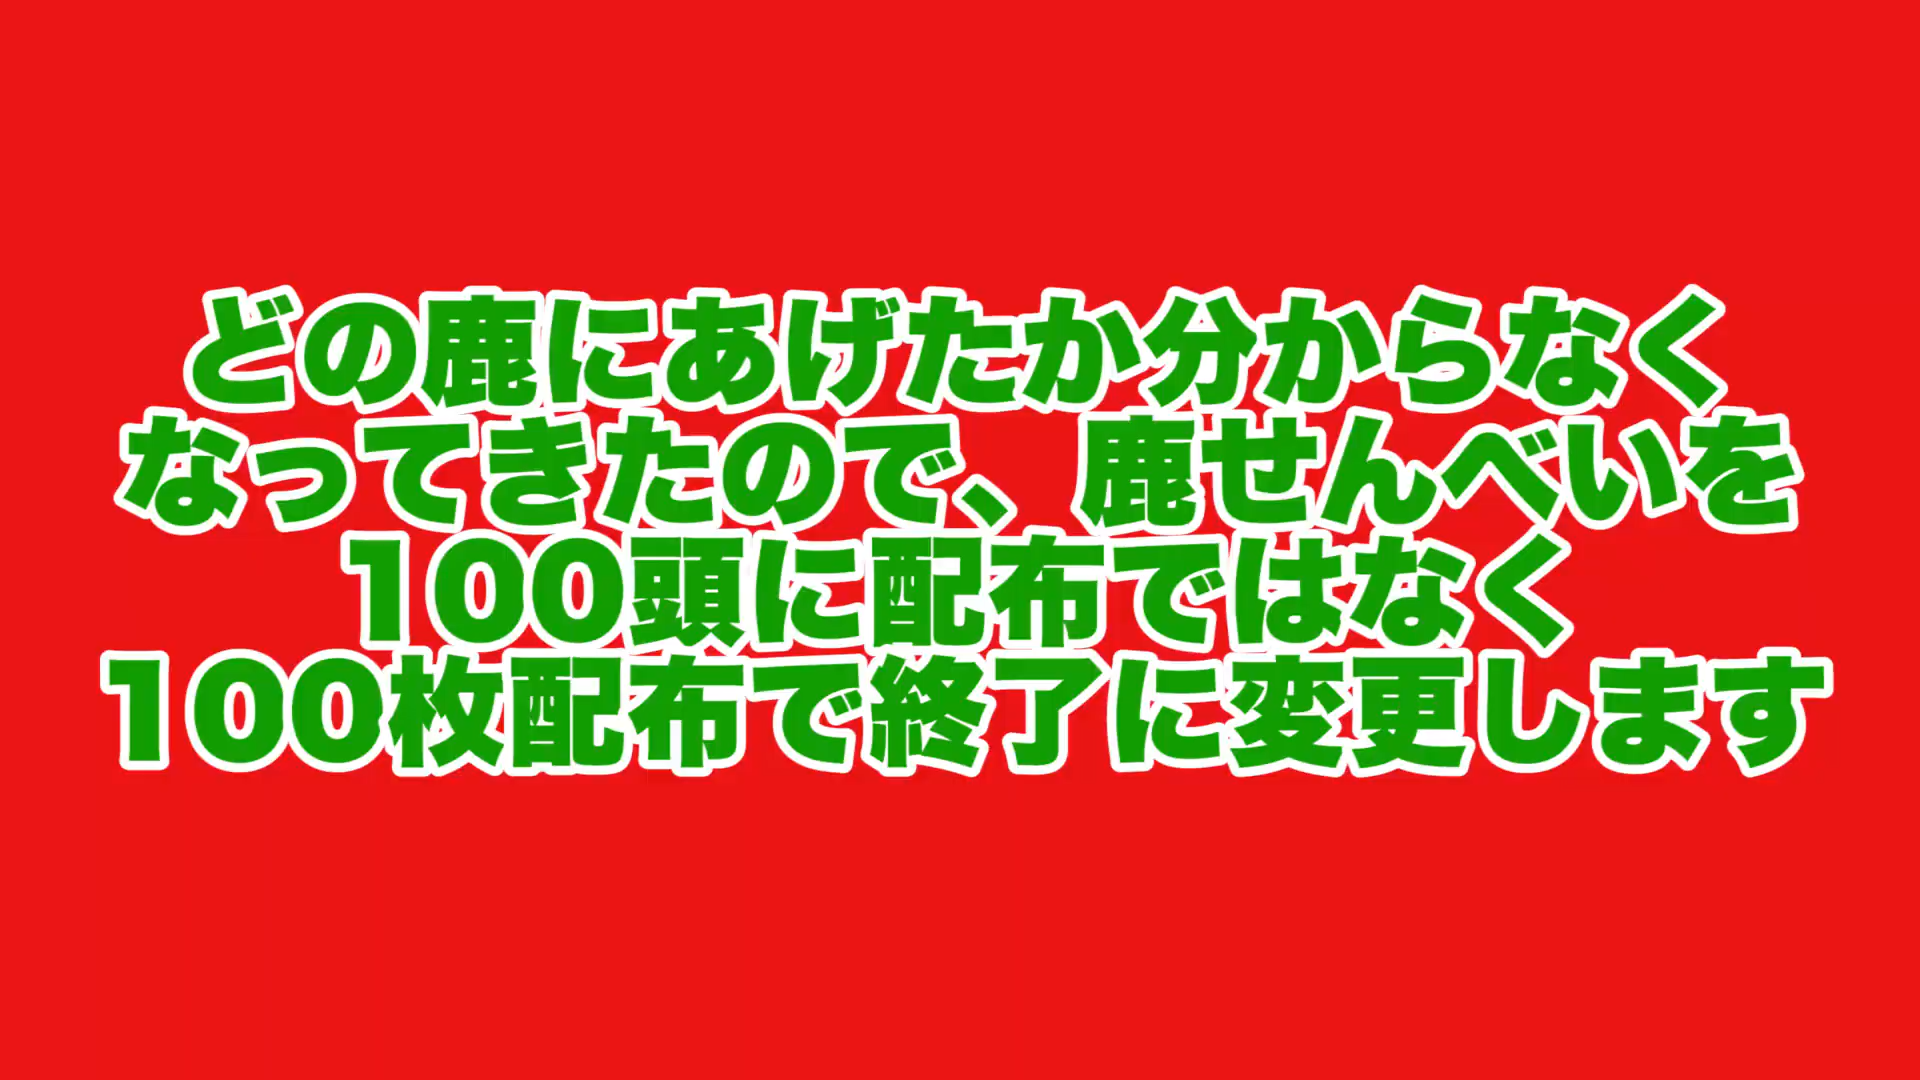 どの鹿にあげたか分からなく
なってきたので、鹿せんべいを
100頭に配布ではなく
100枚配布で終了に変更します